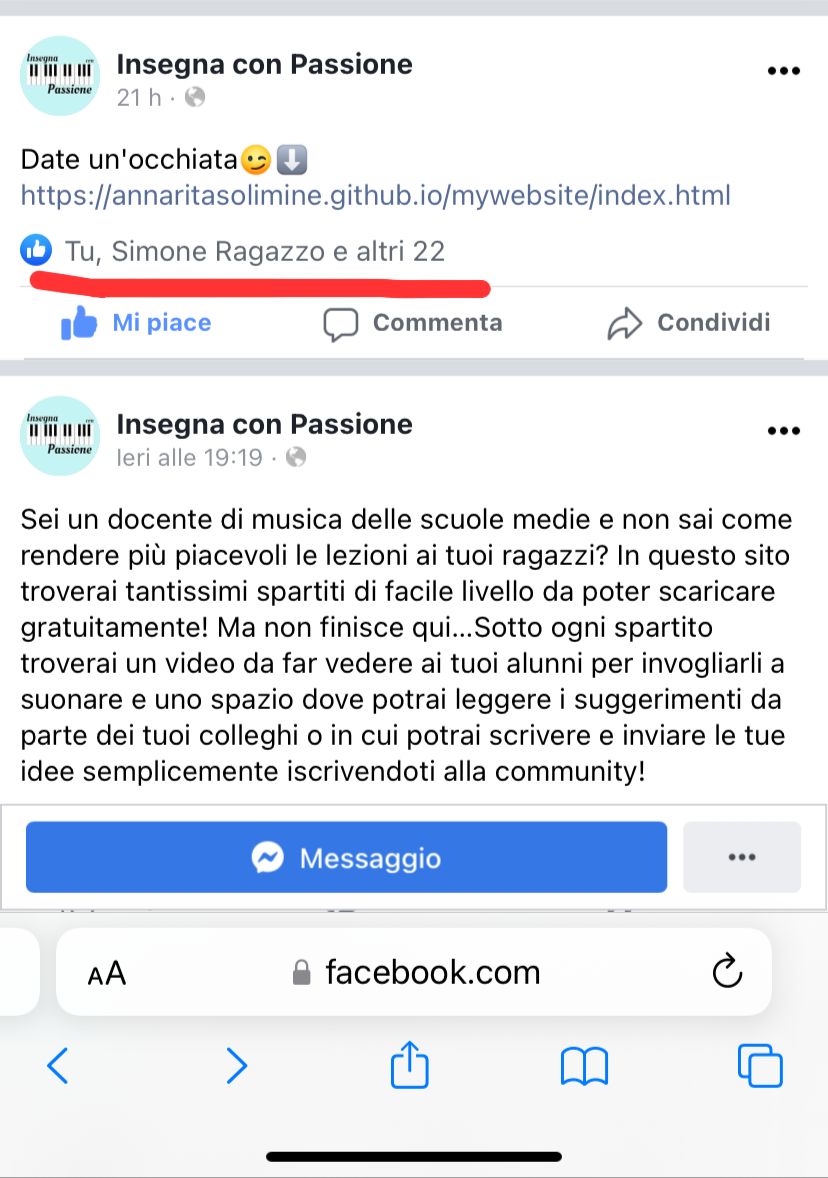 Insegna con
Passione
Insegna con Passione
21 h ·
Date un'occhiata😉⬇️
https://annaritasolimine.github.io/mywebsite/index.html
Tu, Simone Ragazzo e altri 22
Mi piace
Commenta
Condividi
Insegna con
Passione
Insegna con Passione
Ieri alle 19:19 ·
Sei un docente di musica delle scuole medie e non sai come
rendere più piacevoli le lezioni ai tuoi ragazzi? In questo sito
troverai tantissimi spartiti di facile livello da poter scaricare
gratuitamente! Ma non finisce qui...Sotto ogni spartito
troverai un video da far vedere ai tuoi alunni per invogliarli a
suonare e uno spazio dove potrai leggere i suggerimenti da
parte dei tuoi colleghi o in cui potrai scrivere e inviare le tue
idee semplicemente iscrivendoti alla community!
Messaggio
AA
facebook.com